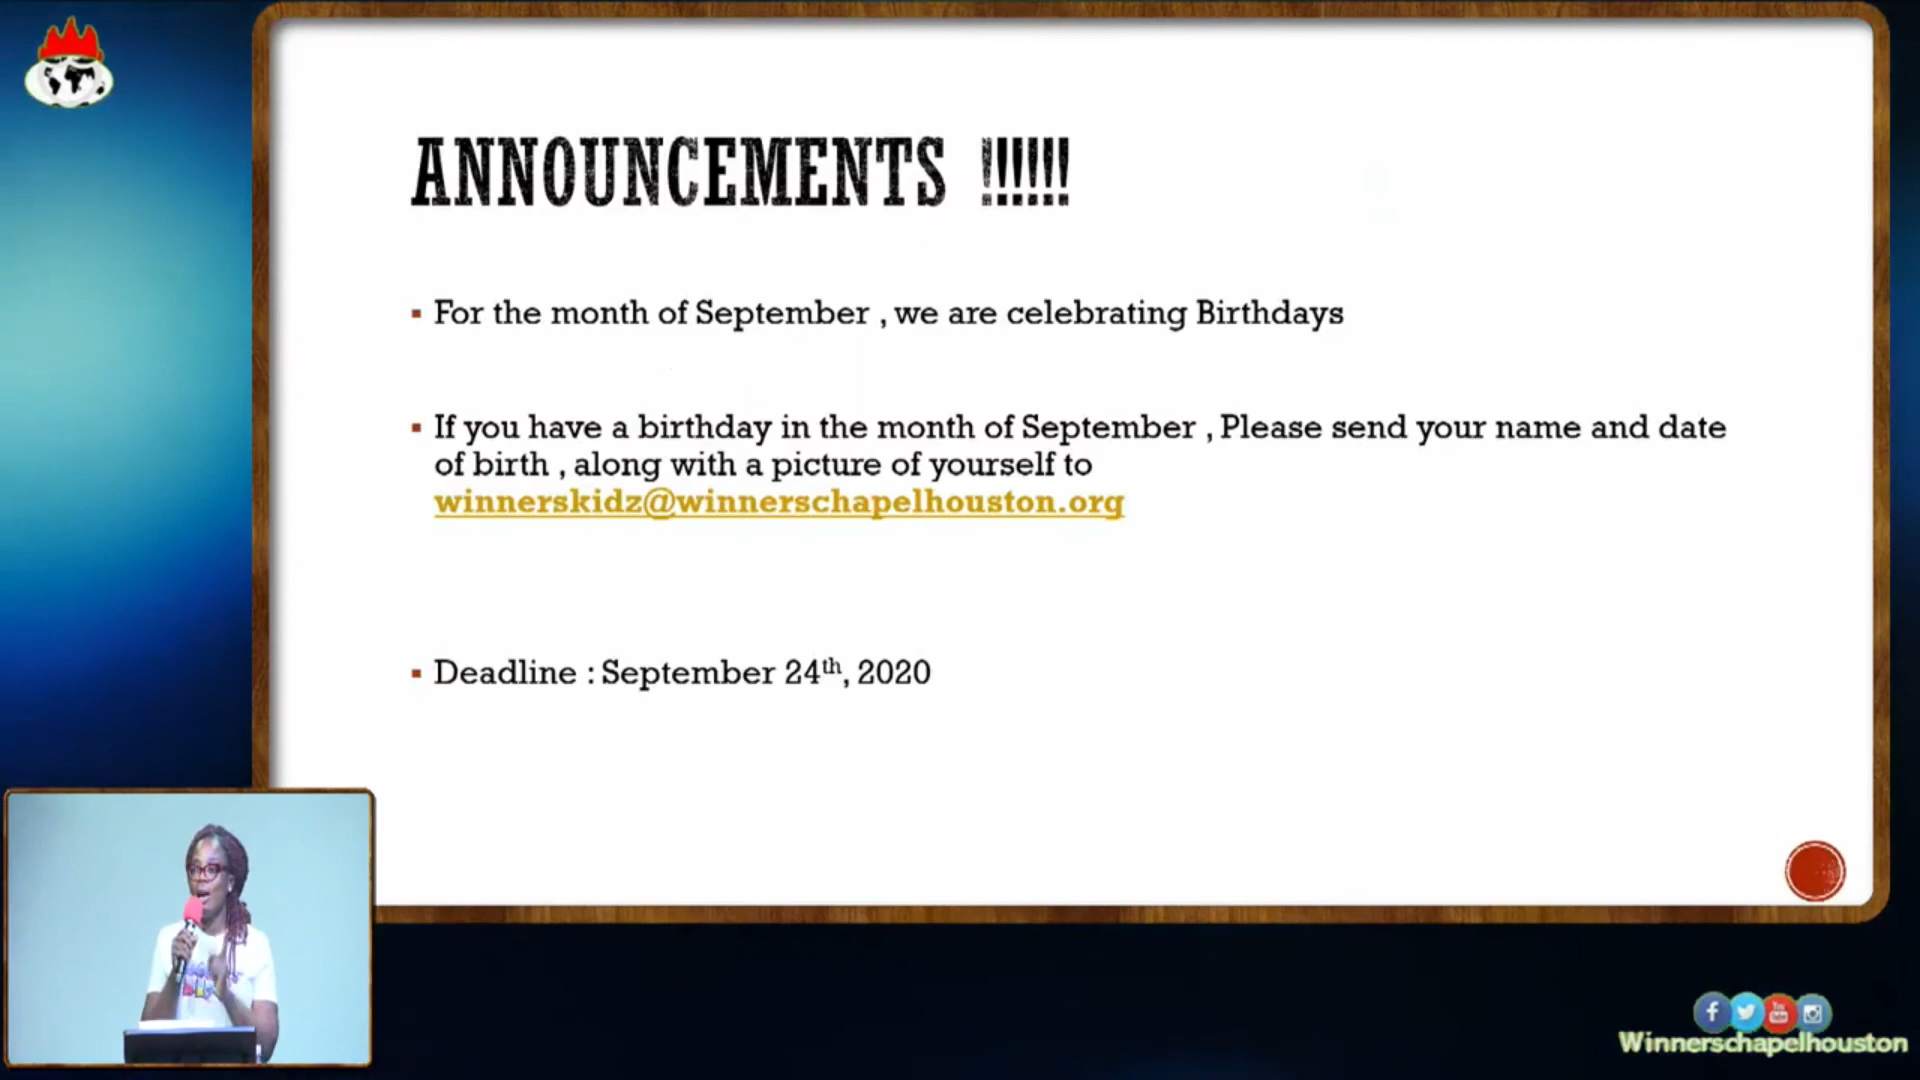 ANNOUNCEMENTS !!!!!!
▪ For the month of September , we are celebrating Birthdays
▪ If you have a birthday in the month of September , Please send your name and date
of birth , along with a picture of yourself to
winnerskidz@winnerschapelhouston.org
▪ Deadline : September 24th, 2020
Winnerschapelhouston